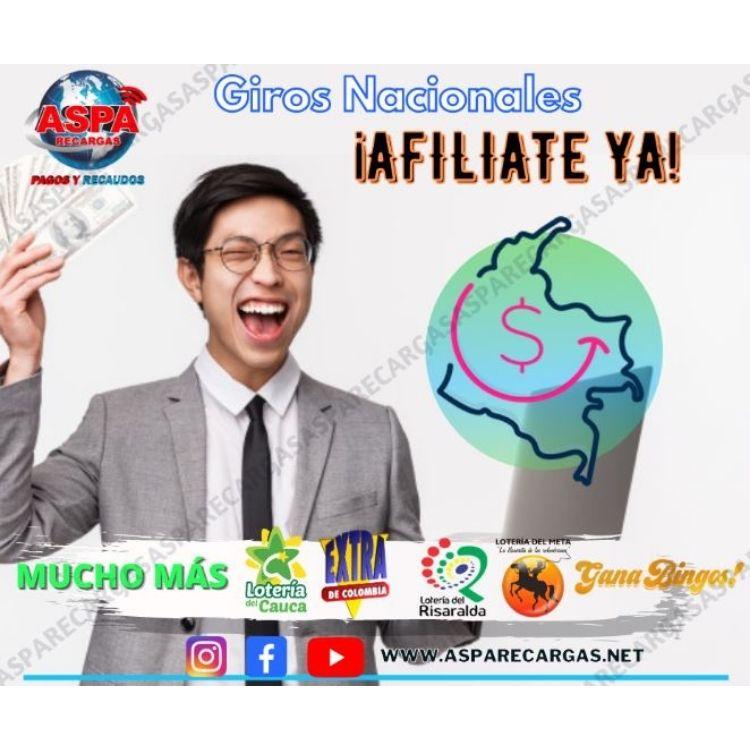 ASPA
RECARGAS
PAGOS Y RECAUDOS
Giros Nacionales
¡AFILIATE YA!
$
MUCHO MÁS
Lotería
del Cauca
EXTRA
DE COLOMBIA
Lotería del
Risaralda
LOTERÍA DEL META
Gana Bingos!
WWW.ASPARECARGAS.NET
ASPARECARGAS